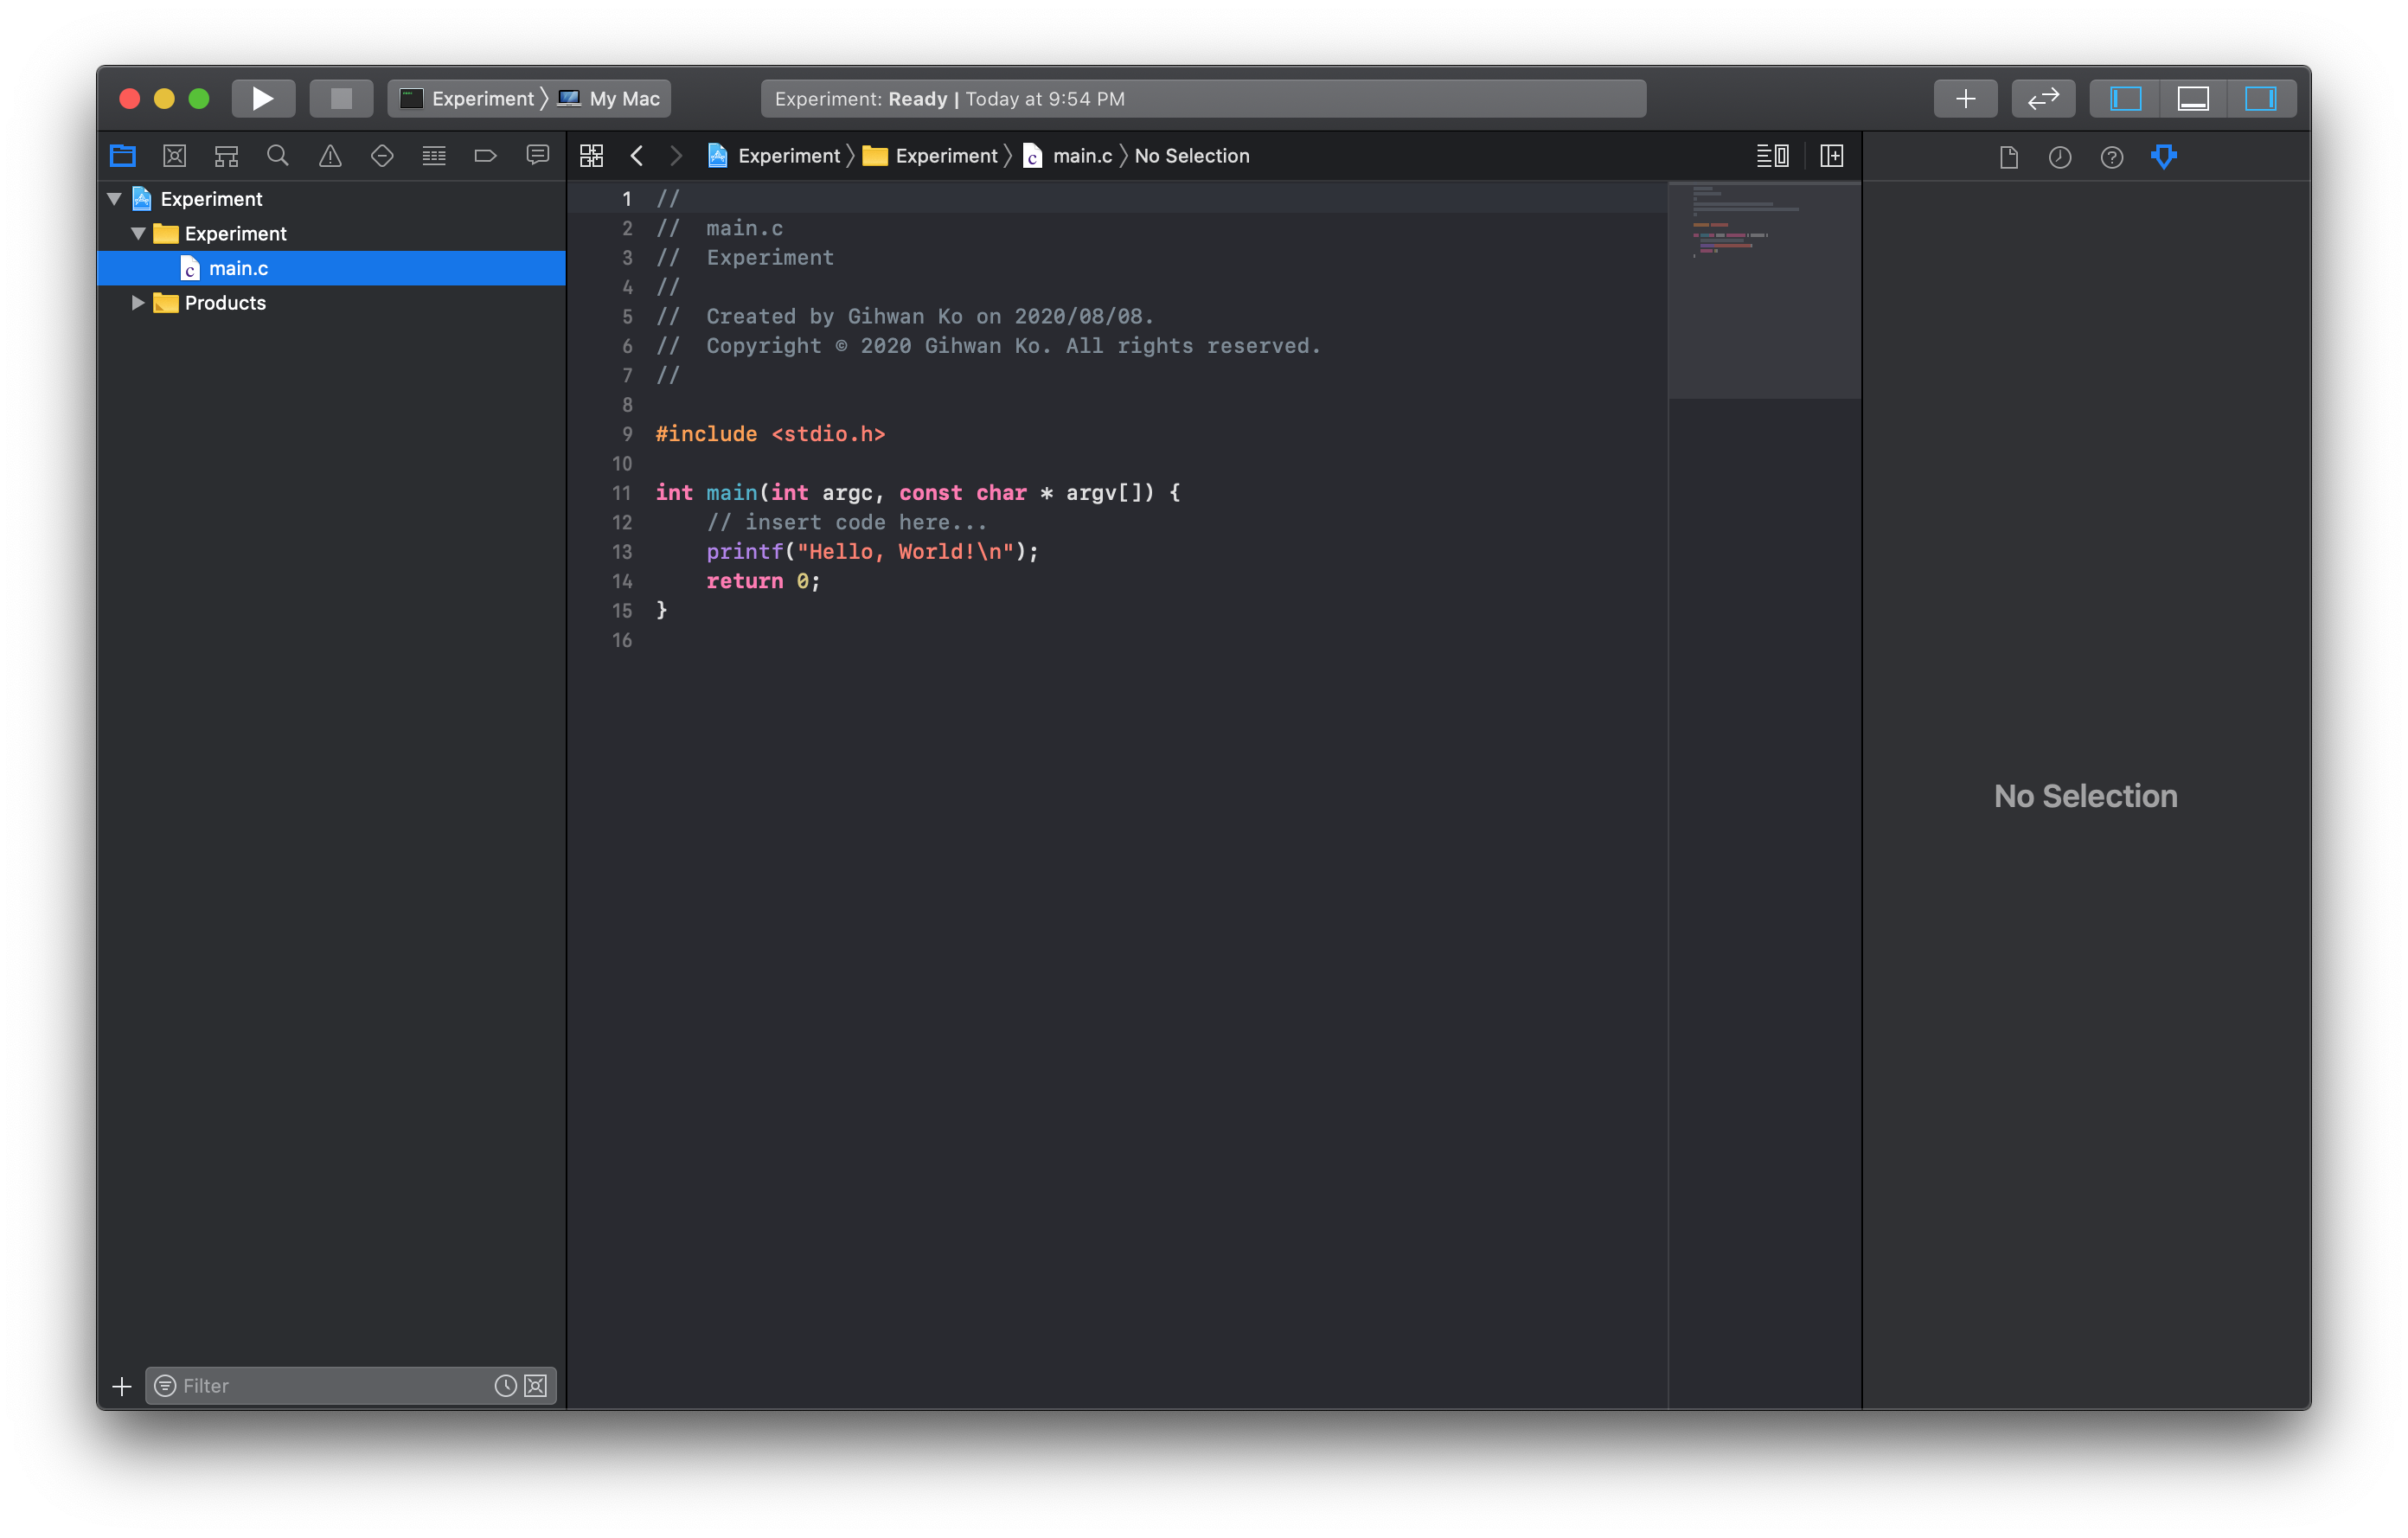 Experiment 〉 My Mac
Experiment: Ready | Today at 9:54 PM
Experiment 〉 Experiment 〉 main.c 〉 No Selection
Experiment
Experiment
main.c
Products
Filter
1 //
2 //  main.c
3 //  Experiment
4 //
5 //  Created by Gihwan Ko on 2020/08/08.
6 //  Copyright © 2020 Gihwan Ko. All rights reserved.
7 //
8
9 #include <stdio.h>
10
11 int main(int argc, const char * argv[]) {
12     // insert code here...
13     printf("Hello, World!\n");
14     return 0;
15 }
16
No Selection